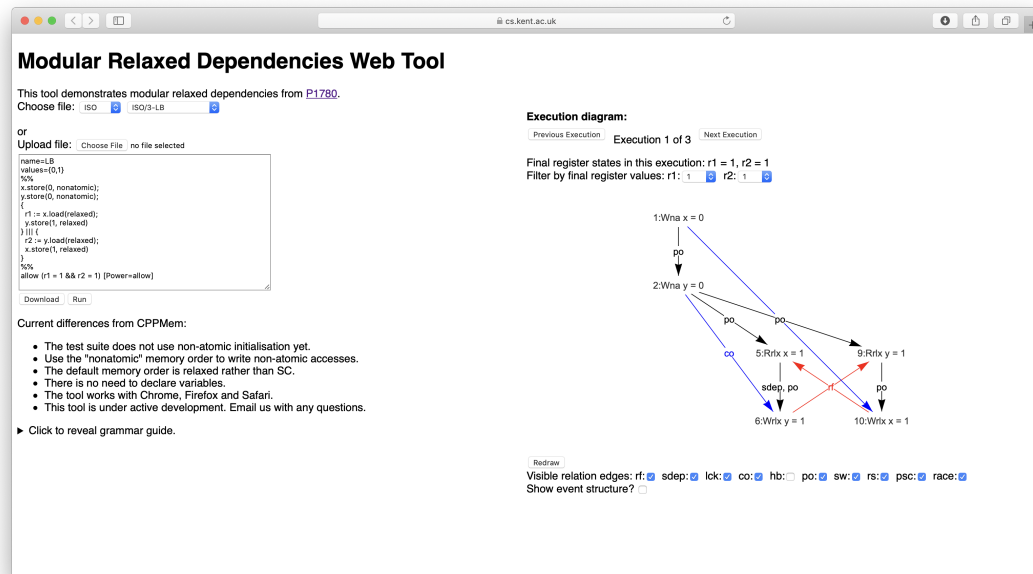 cs.kent.ac.uk
Modular Relaxed Dependencies Web Tool
This tool demonstrates modular relaxed dependencies from P1780.
Choose file: ISO ISO/3-LB
or
Upload file: Choose File no file selected
name=LB
values={0,1}
%%
x.store(0, nonatomic);
y.store(0, nonatomic);
{
r1 := x.load(relaxed);
y.store(1, relaxed)
} ||| {
r2 := y.load(relaxed);
x.store(1, relaxed)
}
%%
allow (r1 = 1 && r2 = 1) [Power=allow]
Download Run
Current differences from CPPMem:
• The test suite does not use non-atomic initialisation yet.
• Use the "nonatomic" memory order to write non-atomic accesses.
• The default memory order is relaxed rather than SC.
• There is no need to declare variables.
• The tool works with Chrome, Firefox and Safari.
• This tool is under active development. Email us with any questions.
▶ Click to reveal grammar guide.
Execution diagram:
Previous Execution Execution 1 of 3 Next Execution
Final register states in this execution: r1 = 1, r2 = 1
Filter by final register values: r1: 1 r2: 1
1:Wna x = 0
po
2:Wna y = 0
po po
co 5:Rrlx x = 1 9:Rrlx y = 1
sdep, po rf po
6:Wrlx y = 1 10:Wrlx x = 1
Redraw
Visible relation edges: rf: sdep: lck: co: hb: po: sw: rs: psc: race:
Show event structure?